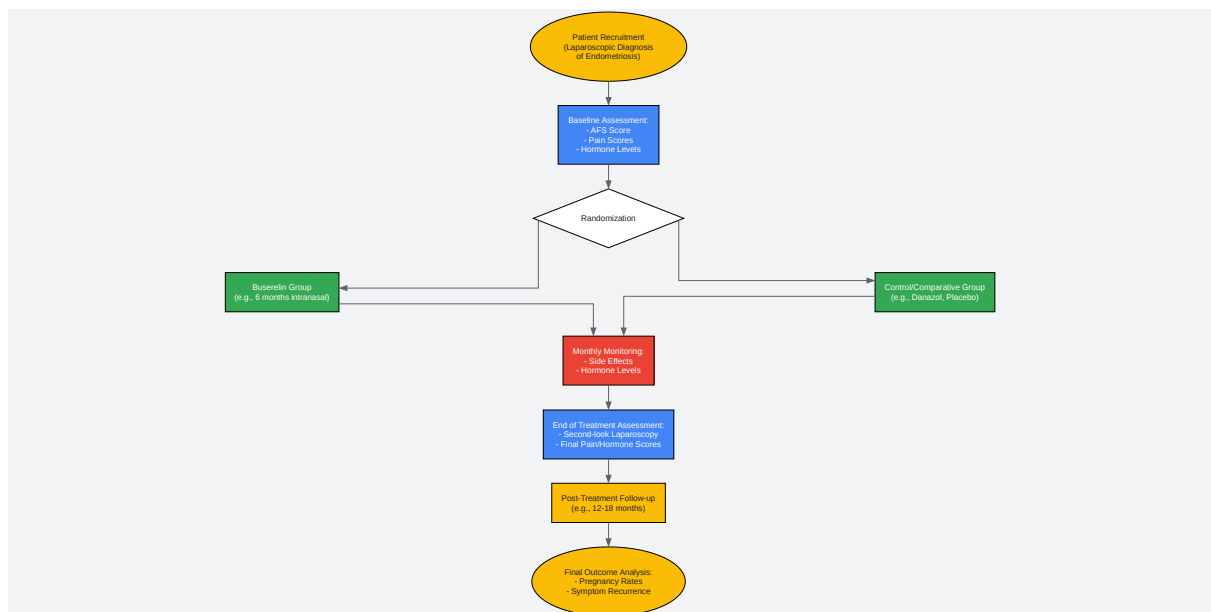 Patient Recruitment
(Laparoscopic Diagnosis
of Endometriosis)
Baseline Assessment:
- AFS Score
- Pain Scores
- Hormone Levels
Randomization
Buserelin Group
(e.g., 6 months intranasal)
Control/Comparative Group
(e.g., Danazol, Placebo)
Monthly Monitoring:
- Side Effects
- Hormone Levels
End of Treatment Assessment:
- Second-look Laparoscopy
- Final Pain/Hormone Scores
Post-Treatment Follow-up
(e.g., 12-18 months)
Final Outcome Analysis:
- Pregnancy Rates
- Symptom Recurrence